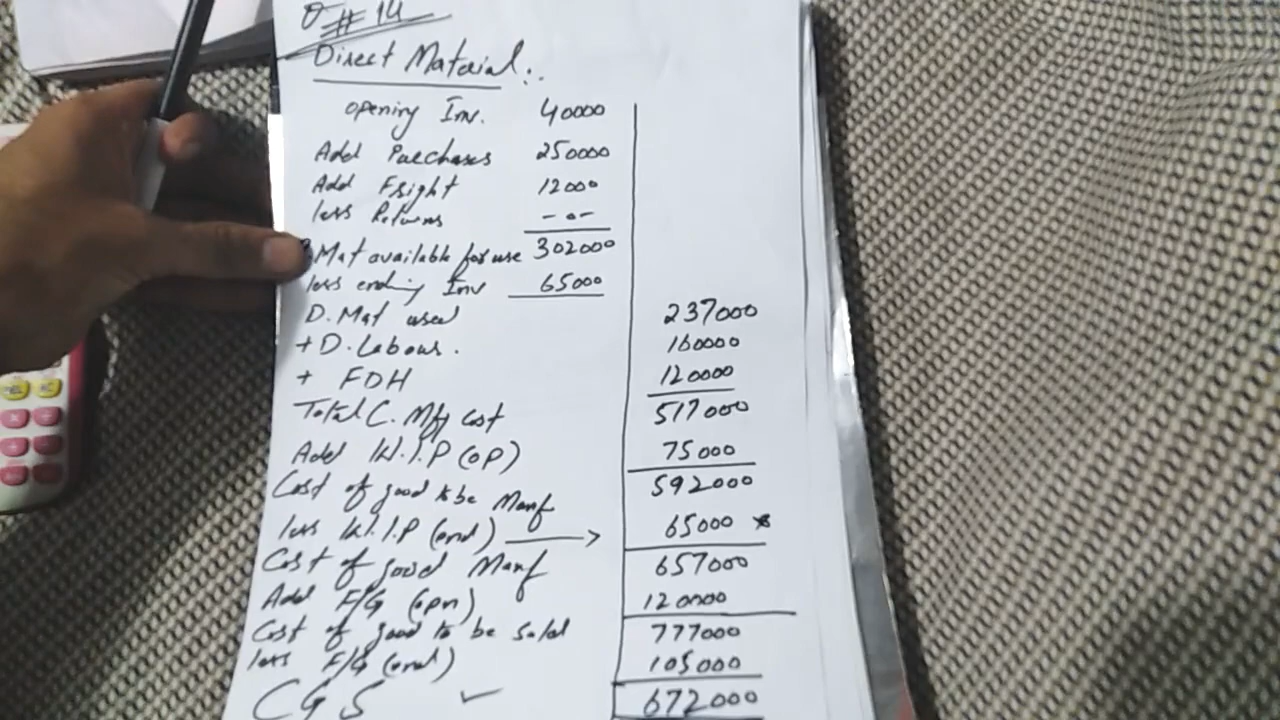 Q # 14
Direct Material:.
opening Inv. 40000
Add Purchases 250000
Add Fright 12000
less Returns -o-
Mat available for use 302000
less ending Inv 65000
D. Mat used 237000
+ D. Labour. 160000
+ FOH 120000
Total C. Mfg cost 517000
Add W.I.P (op) 75000
Cost of good to be Manf 592000
less W.I.P (end) 65000
Cost of good Manf 657000
Add F/G (opn) 120000
Cost of good to be Sold 777000
less F/G (end) 105000
CGS ✓ 672000